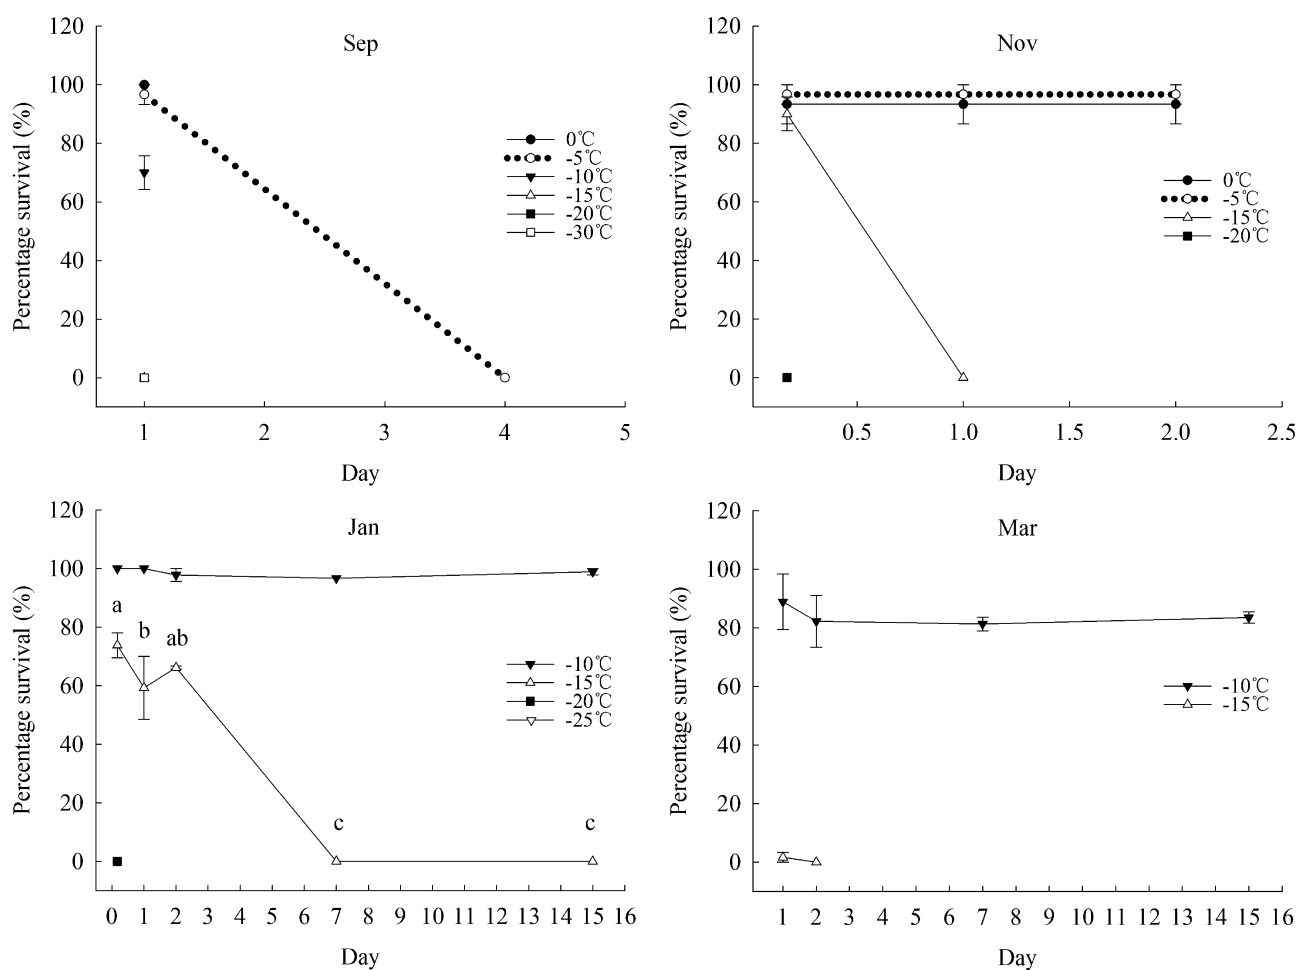 Sep
Percentage survival (%)
120
100
80
60
40
20
0
0℃
-5℃
-10℃
-15℃
-20℃
-30℃
1 2 3 4 5
Day
Nov
Percentage survival (%)
120
100
80
60
40
20
0
0℃
-5℃
-15℃
-20℃
0.5 1.0 1.5 2.0 2.5
Day
Jan
Percentage survival (%)
120
100
80
60
40
20
0
a
b
ab
c
c
-10℃
-15℃
-20℃
-25℃
0 1 2 3 4 5 6 7 8 9 10 11 12 13 14 15 16
Day
Mar
Percentage survival (%)
120
100
80
60
40
20
0
-10℃
-15℃
1 2 3 4 5 6 7 8 9 10 11 12 13 14 15 16
Day